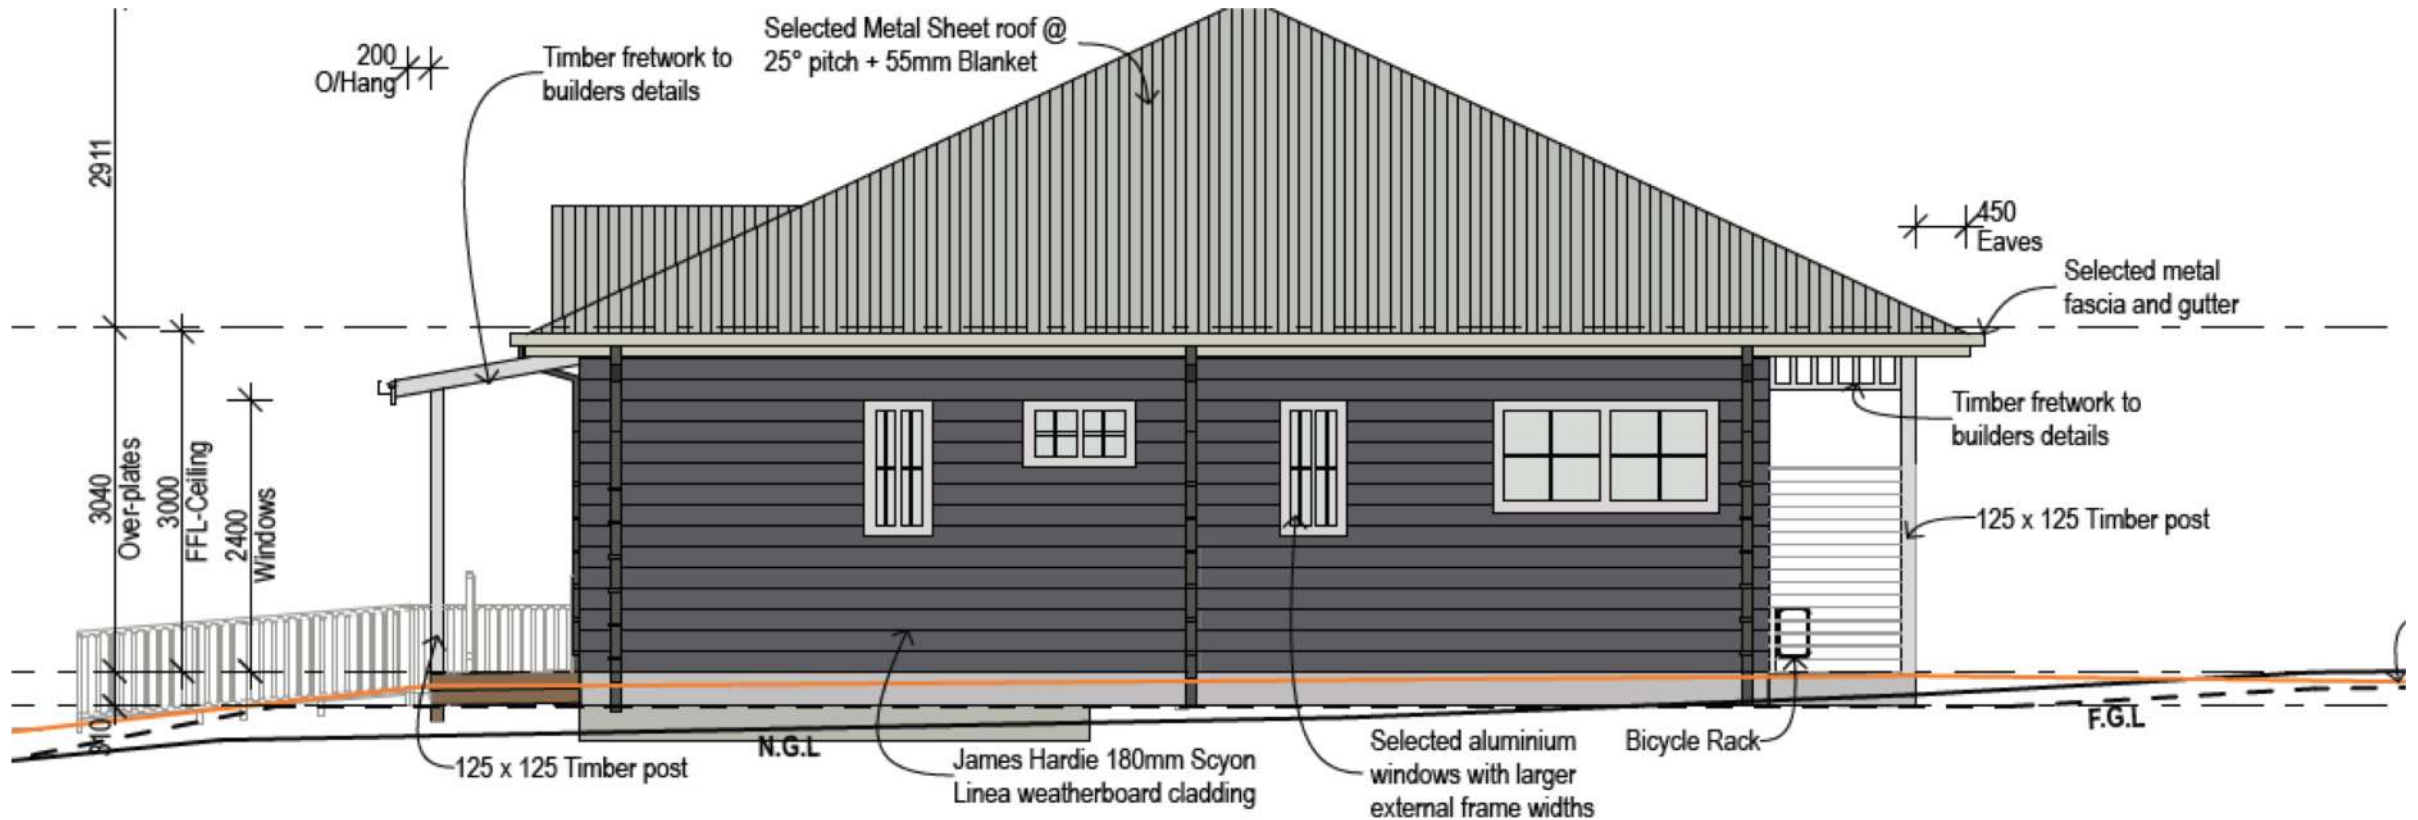 200
O/Hang
Timber fretwork to
builders details
Selected Metal Sheet roof @
25° pitch + 55mm Blanket
2911
450
Eaves
Selected metal
fascia and gutter
3040
Over-plates
3000
FFL-Ceiling
2400
Windows
Timber fretwork to
builders details
125 x 125 Timber post
310
125 x 125 Timber post
N.G.L
James Hardie 180mm Scyon
Linea weatherboard cladding
Selected aluminium
windows with larger
external frame widths
Bicycle Rack
F.G.L